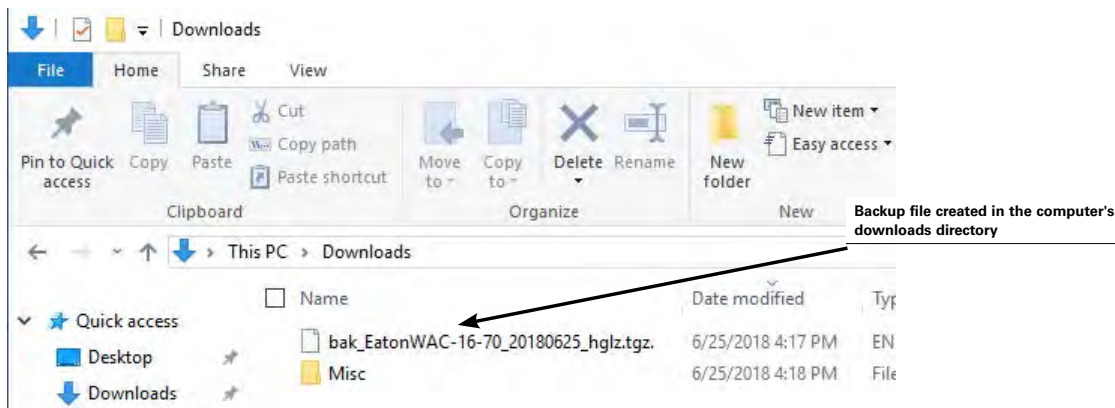 Downloads
File Home Share View
Pin to Quick access
Copy
Paste
Cut
Copy path
Paste shortcut
Move to
Copy to
Delete
Rename
New folder
New item
Easy access
Clipboard Organize New
Backup file created in the computer's
downloads directory
This PC > Downloads
Name Date modified Typ
Quick access
Desktop
Downloads
bak_EatonWAC-16-70_20180625_hglz.tgz. 6/25/2018 4:17 PM EN
Misc 6/25/2018 4:18 PM File